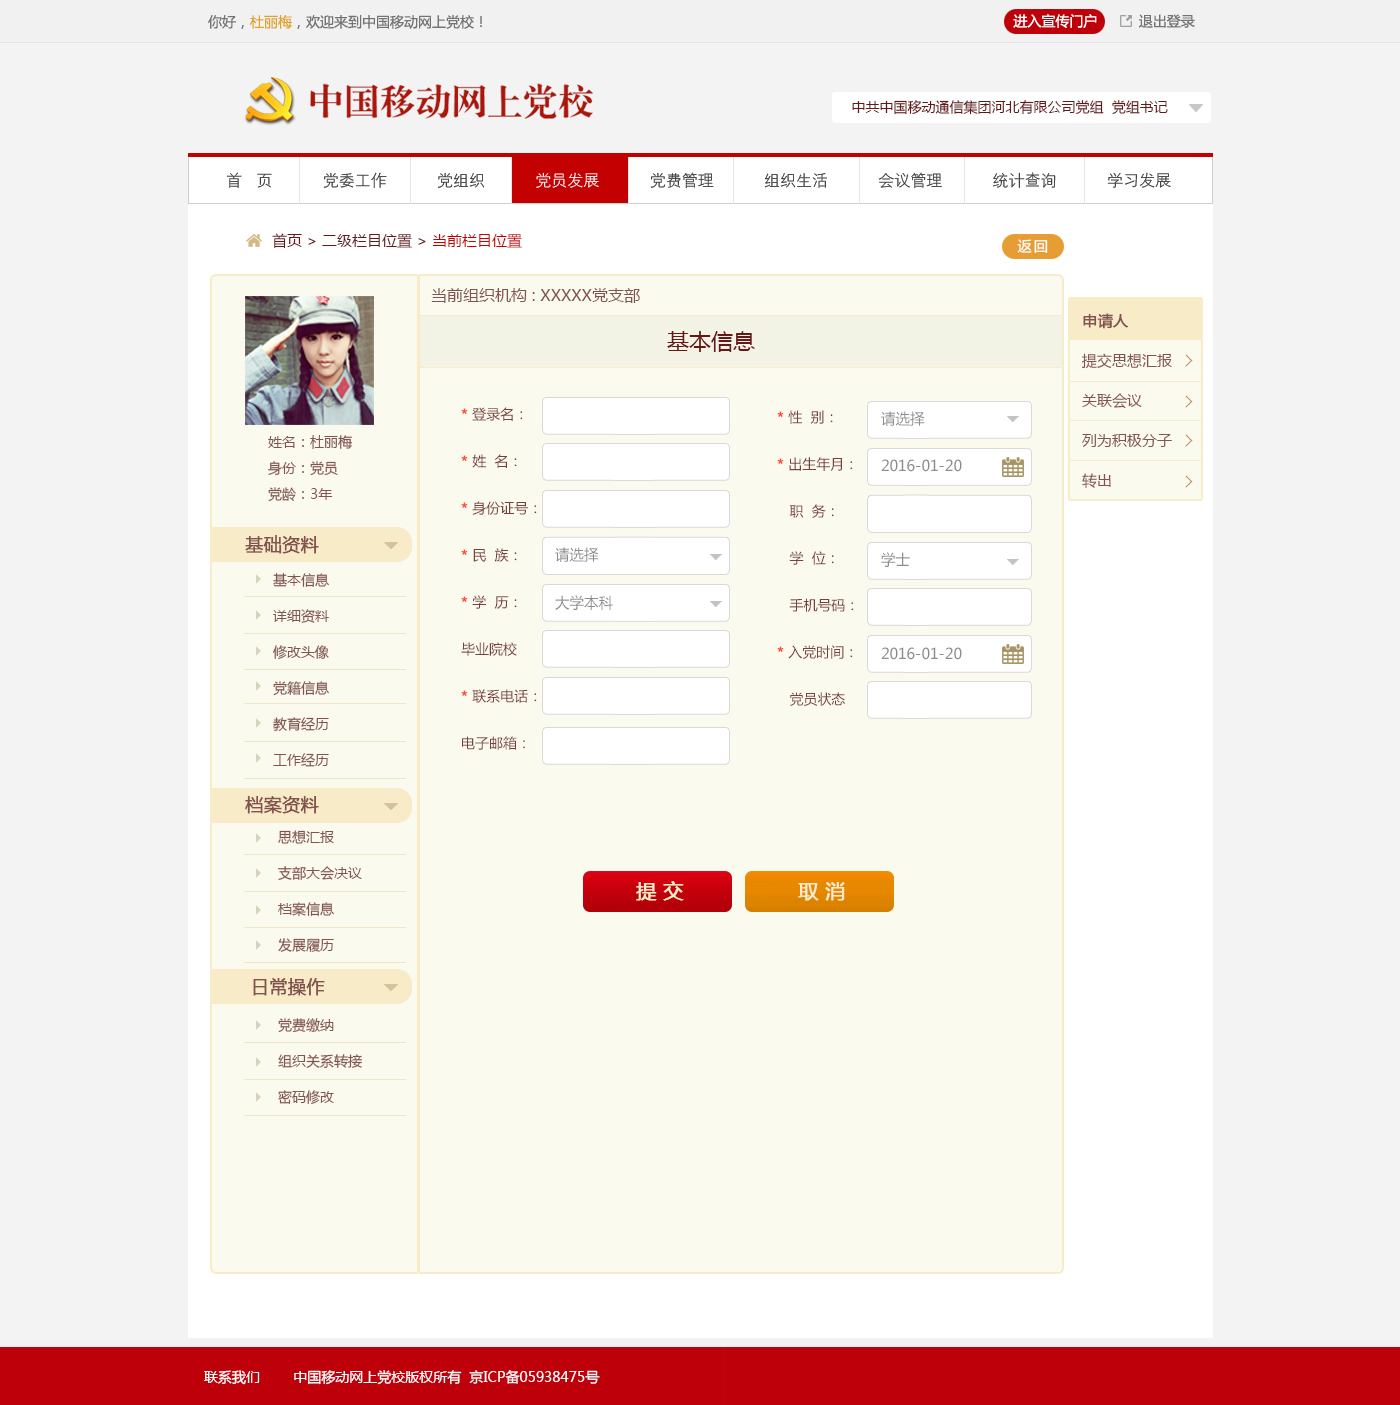 你好，杜丽梅，欢迎来到中国移动网上党校！
进入宣传门户 退出登录
中国移动网上党校
中共中国移动通信集团河北有限公司党组 党组书记
首 页 党委工作 党组织 党员发展 党费管理 组织生活 会议管理 统计查询 学习发展
首页 > 二级栏目位置 > 当前栏目位置
返回
当前组织机构：XXXXX党支部
基本信息
姓名：杜丽梅
身份：党员
党龄：3年
基础资料
基本信息
详细资料
修改头像
党籍信息
教育经历
工作经历
档案资料
思想汇报
支部大会决议
档案信息
发展履历
日常操作
党费缴纳
组织关系转接
密码修改
* 登录名：
* 姓 名：
* 身份证号：
* 民 族： 请选择
* 学 历： 大学本科
毕业院校
* 联系电话：
电子邮箱：
* 性 别： 请选择
* 出生年月： 2016-01-20
职 务：
学 位： 学士
手机号码：
* 入党时间： 2016-01-20
党员状态
提 交 取 消
申请人
提交思想汇报
关联会议
列为积极分子
转出
联系我们 中国移动网上党校版权所有 京ICP备05938475号